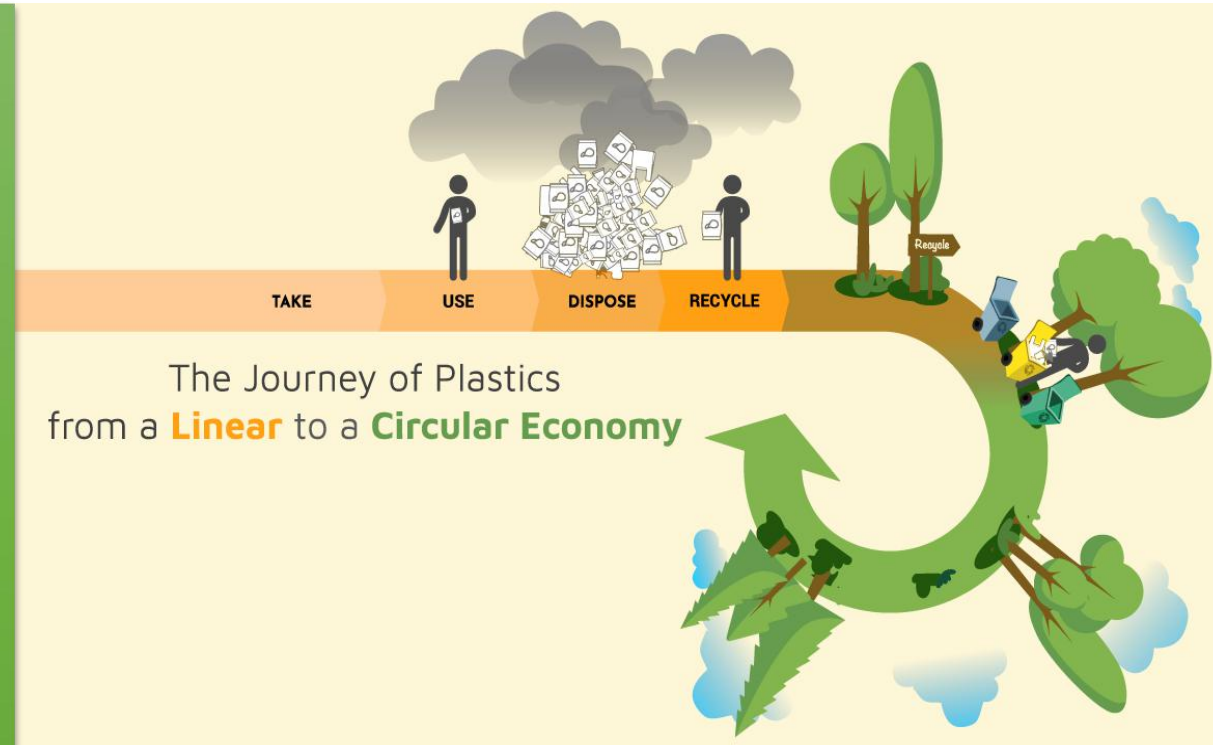 Recycle
TAKE USE DISPOSE RECYCLE
The Journey of Plastics
from a Linear to a Circular Economy